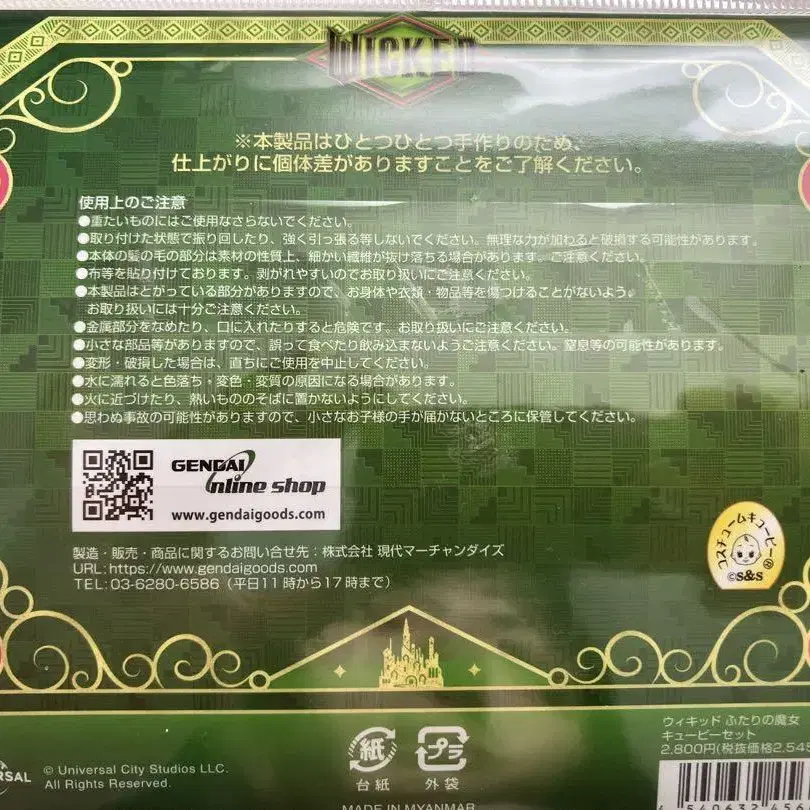 WICKED
※本製品はひとつひとつ手作りのため、
仕上がりに個体差がありますことをご了解ください。
使用上のご注意
●重たいものにはご使用なさらないでください。
●取り付けた状態で振り回したり、強く引っ張る等しないでください。無理な力が加わると破損する可能性があります。
●本体の髪の毛の部分は素材の性質上、細かい繊維が抜け落ちる場合があります。ご注意ください。
●布等を貼り付けております。剥がれやすいのでお取り扱いにご注意ください。
●本製品はとがっている部分がありますので、お身体や衣類・物品等を傷つけることがないよう。
お取り扱いには十分ご注意ください。
●金属部分をなめたり、口に入れたりすると危険です。お取り扱いにご注意ください。
●小さな部品等がありますので、誤って食べたり飲み込まないようご注意ください。窒息等の可能性があります。
●変形・破損した場合は、直ちにご使用を中止してください。
●水に濡れると色落ち・変色・変質の原因になる場合があります。
●火に近づけたり、熱いもののそばに置かないようにしてください。
●思わぬ事故の可能性がありますので、小さなお子様の手が届かないところに保管してください。
GENDAI
Online shop
www.gendaigoods.com
製造・販売・商品に関するお問い合せ先：株式会社 現代マーチャンダイズ
URL:https://www.gendaigoods.com
TEL: 03-6280-6586（平日11時から17時まで）
コスチュームキューピー®
©S&S
紙
台紙
プラ
外袋
ウィキッド ふたりの魔女
キューピーセット
2,800円(税抜価格2,545
© Universal City Studios LLC.
All Rights Reserved.
MADE IN MYANMAR